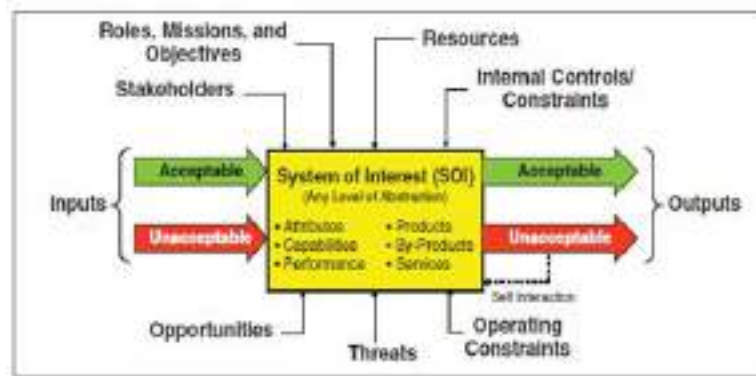 Roles, Missions, and
Objectives
Resources
Stakeholders
Internal Controls/
Constraints
Inputs
Acceptable
Unacceptable
System of Interest (SOI)
(Any Level of Abstraction)
• Attributes
• Capabilities
• Performance
• Products
• By-Products
• Services
Acceptable
Unacceptable
Outputs
Self Interaction
Opportunities
Threats
Operating
Constraints